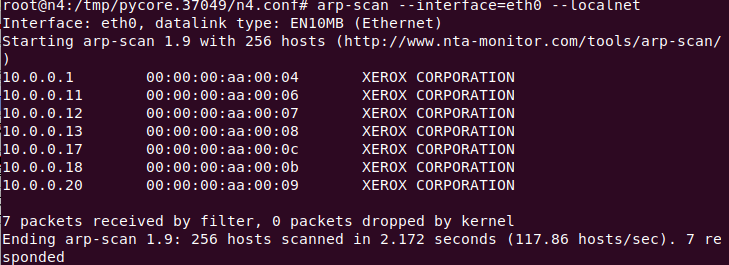 root@n4:/tmp/pycore.37049/n4.conf# arp-scan --interface=eth0 --localnet
Interface: eth0, datalink type: EN10MB (Ethernet)
Starting arp-scan 1.9 with 256 hosts (http://www.nta-monitor.com/tools/arp-scan/
)
10.0.0.1 00:00:00:aa:00:04 XEROX CORPORATION
10.0.0.11 00:00:00:aa:00:06 XEROX CORPORATION
10.0.0.12 00:00:00:aa:00:07 XEROX CORPORATION
10.0.0.13 00:00:00:aa:00:08 XEROX CORPORATION
10.0.0.17 00:00:00:aa:00:0c XEROX CORPORATION
10.0.0.18 00:00:00:aa:00:0b XEROX CORPORATION
10.0.0.20 00:00:00:aa:00:09 XEROX CORPORATION
7 packets received by filter, 0 packets dropped by kernel
Ending arp-scan 1.9: 256 hosts scanned in 2.172 seconds (117.86 hosts/sec). 7 re
sponded